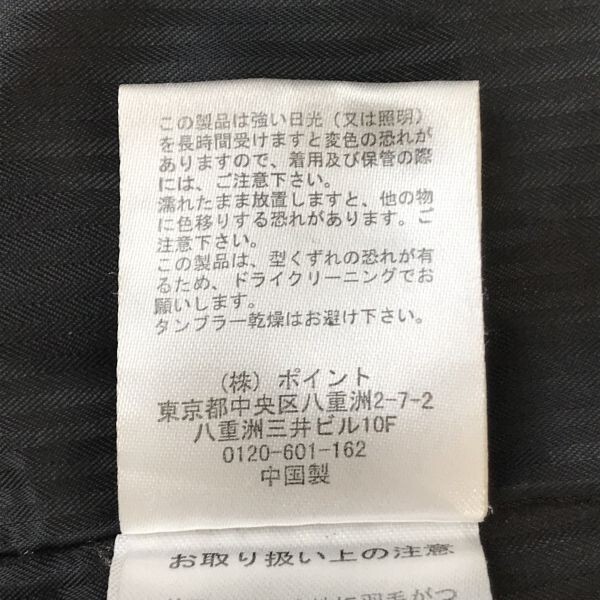 この製品は強い日光（又は照明）
を長時間受けますと変色の恐れが
ありますので、着用及び保管の際
には、ご注意下さい。
濡れたまま放置しますと、他の物
に色移りする恐れがあります。ご
注意下さい。
この製品は、型くずれの恐れが有
るため、ドライクリーニングでお
願いします。
タンブラー乾燥はお避け下さい。
（株）ポイント
東京都中央区八重洲2-7-2
八重洲三井ビル10F
0120-601-162
中国製
お取り扱い上の注意
羽毛がつ